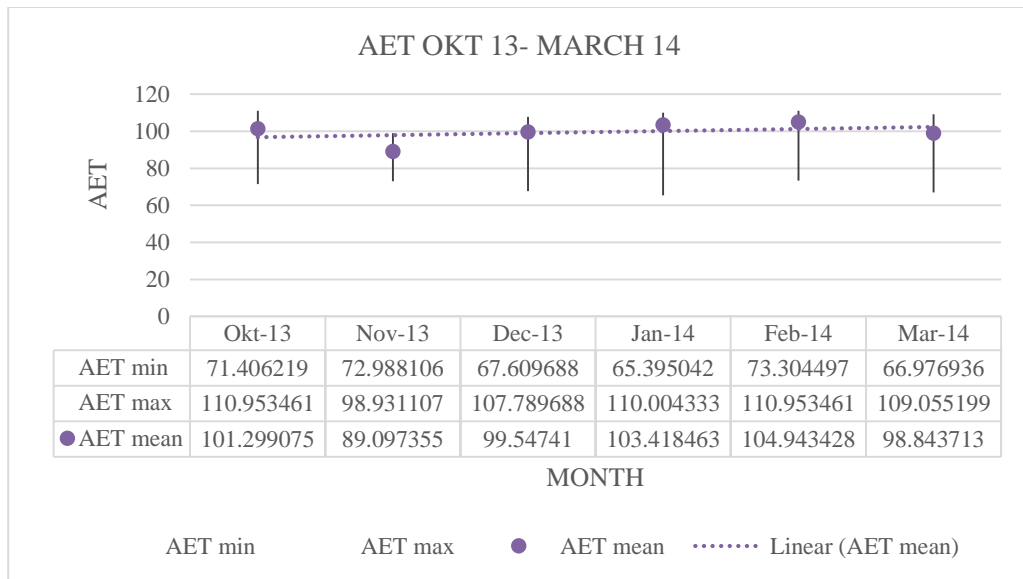 AET OKT 13- MARCH 14
120
100
80
60
40
20
0
AET
Okt-13 Nov-13 Dec-13 Jan-14 Feb-14 Mar-14
AET min 71.406219 72.988106 67.609688 65.395042 73.304497 66.976936
AET max 110.953461 98.931107 107.789688 110.004333 110.953461 109.055199
AET mean 101.299075 89.097355 99.54741 103.418463 104.943428 98.843713
MONTH
AET min AET max AET mean Linear (AET mean)